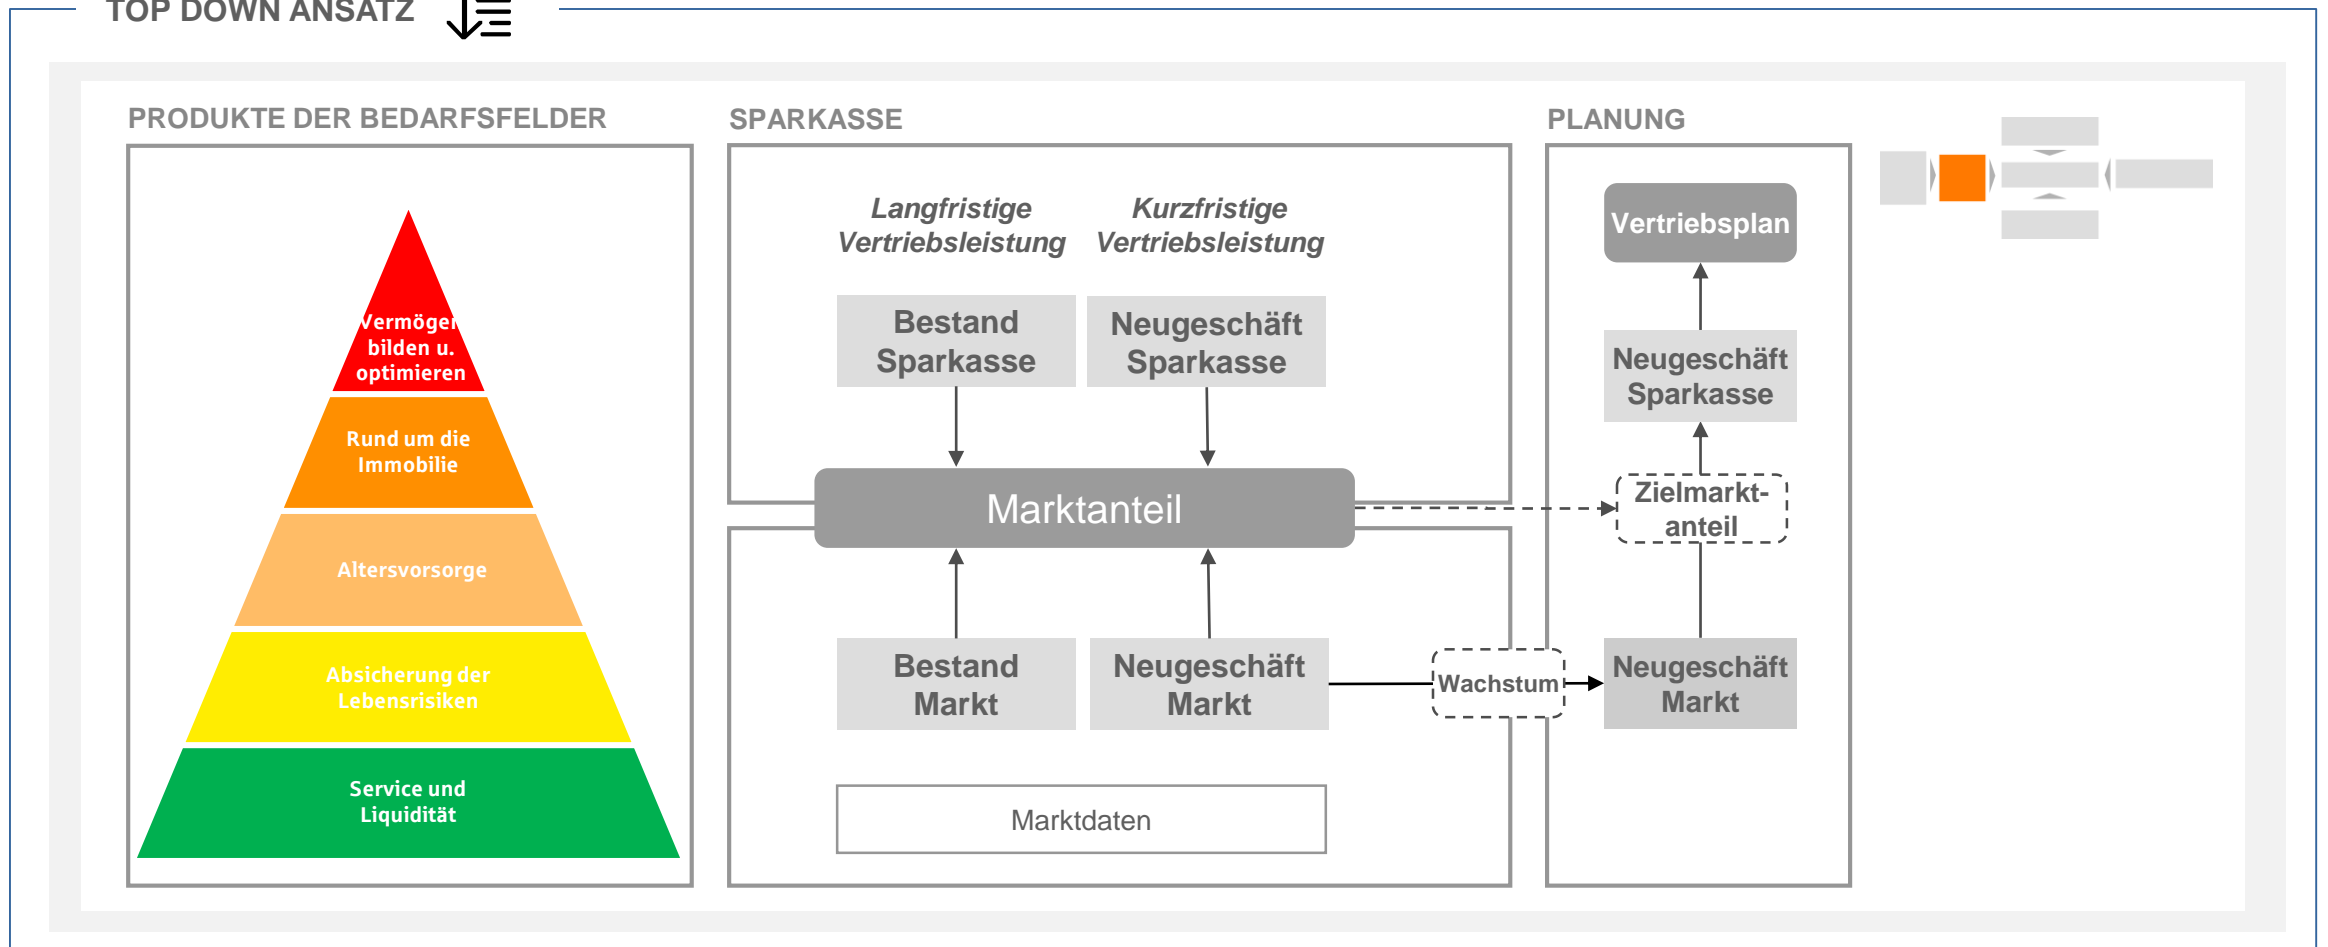 TOP DOWN ANSATZ
PRODUKTE DER BEDARFSFELDER
Vermögen
bilden u.
optimieren
Rund um die
Immobilie
Altersvorsorge
Absicherung der
Lebensrisiken
Service und
Liquidität
SPARKASSE
Langfristige
Vertriebsleistung
Kurzfristige
Vertriebsleistung
Bestand
Sparkasse
Neugeschäft
Sparkasse
Marktanteil
Bestand
Markt
Neugeschäft
Markt
Wachstum
Marktdaten
PLANUNG
Vertriebsplan
Neugeschäft
Sparkasse
Zielmarkt-
anteil
Neugeschäft
Markt